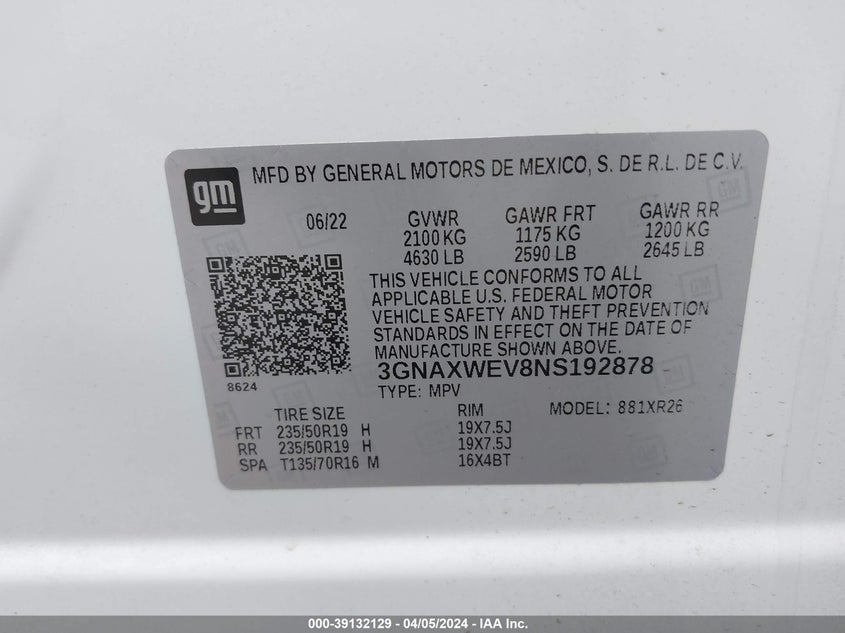 gm
MFD BY GENERAL MOTORS DE MEXICO, S. DE R.L. DE C.V.
06/22 GVWR GAWR FRT GAWR RR
2100 KG 1175 KG 1200 KG
4630 LB 2590 LB 2645 LB
THIS VEHICLE CONFORMS TO ALL
APPLICABLE U.S. FEDERAL MOTOR
VEHICLE SAFETY AND THEFT PREVENTION
STANDARDS IN EFFECT ON THE DATE OF
MANUFACTURE SHOWN ABOVE.
8624
3GNAXWEV8NS192878
TYPE: MPV MODEL: 881XR26
TIRE SIZE RIM
FRT 235/50R19 H 19X7.5J
RR 235/50R19 H 19X7.5J
SPA T135/70R16 M 16X4BT
000-39132129 - 04/05/2024 - IAA Inc.